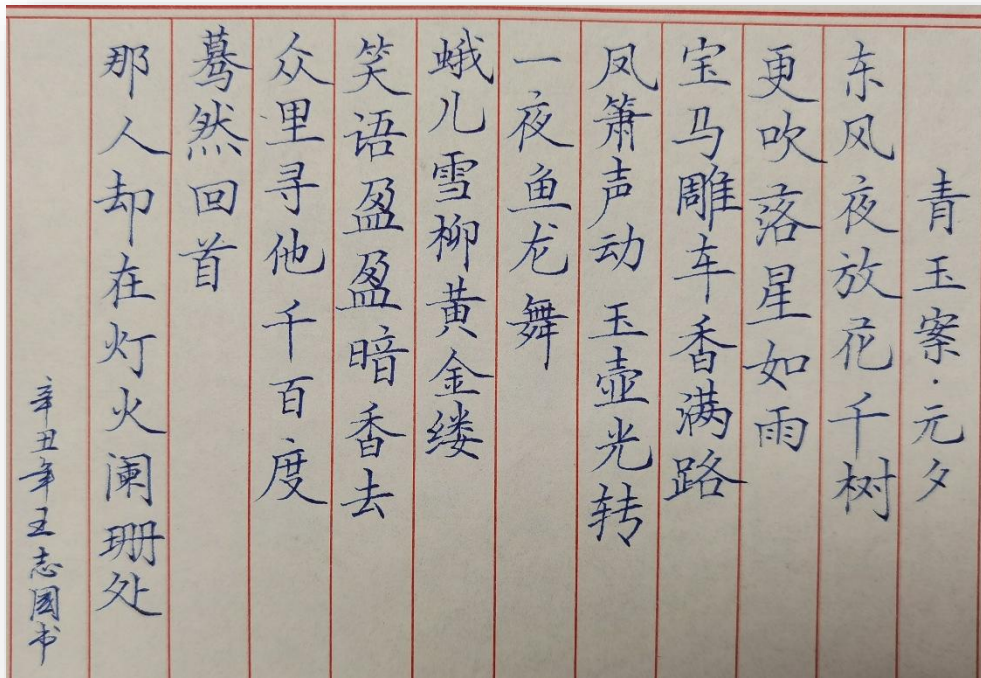 青玉案·元夕
东风夜放花千树
更吹落星如雨
宝马雕车香满路
凤箫声动玉壶光转
一夜鱼龙舞
蛾儿雪柳黄金缕
笑语盈盈暗香去
众里寻他千百度
蓦然回首
那人却在灯火阑珊处
辛丑年王志国书